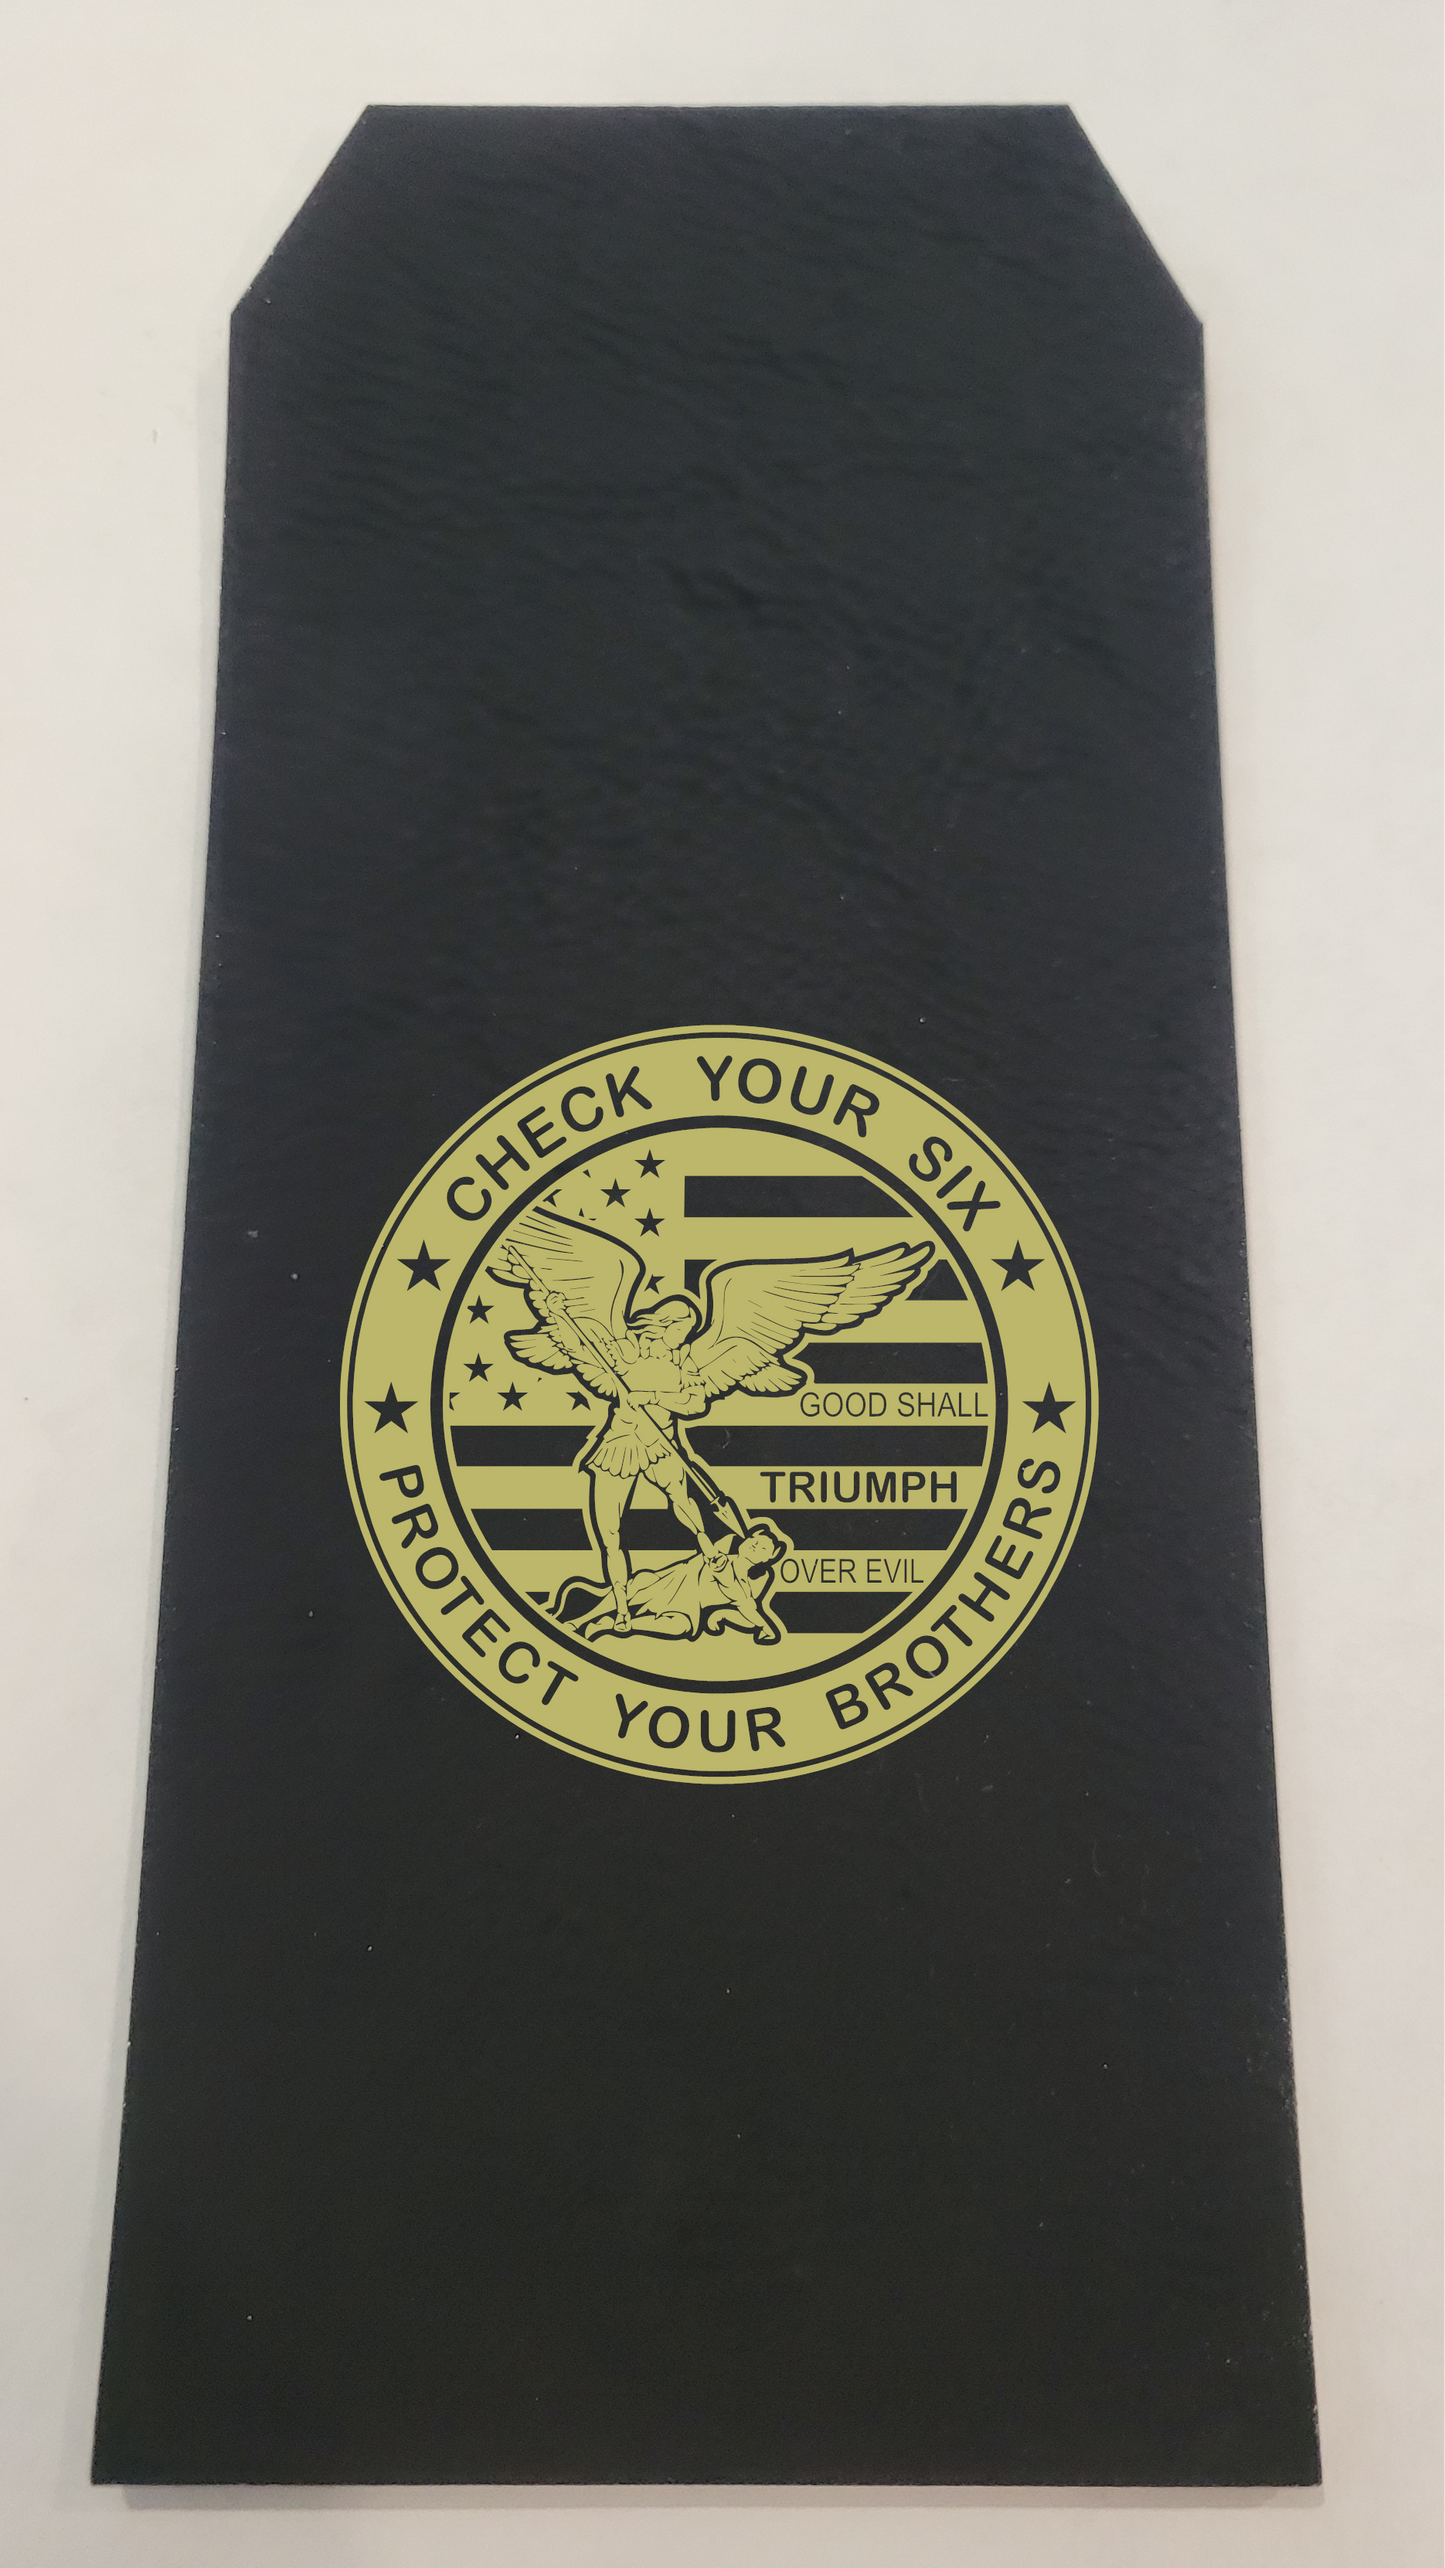 CHECK YOUR SIX
GOOD SHALL
TRIUMPH
OVER EVIL
PROTECT YOUR BROTHERS